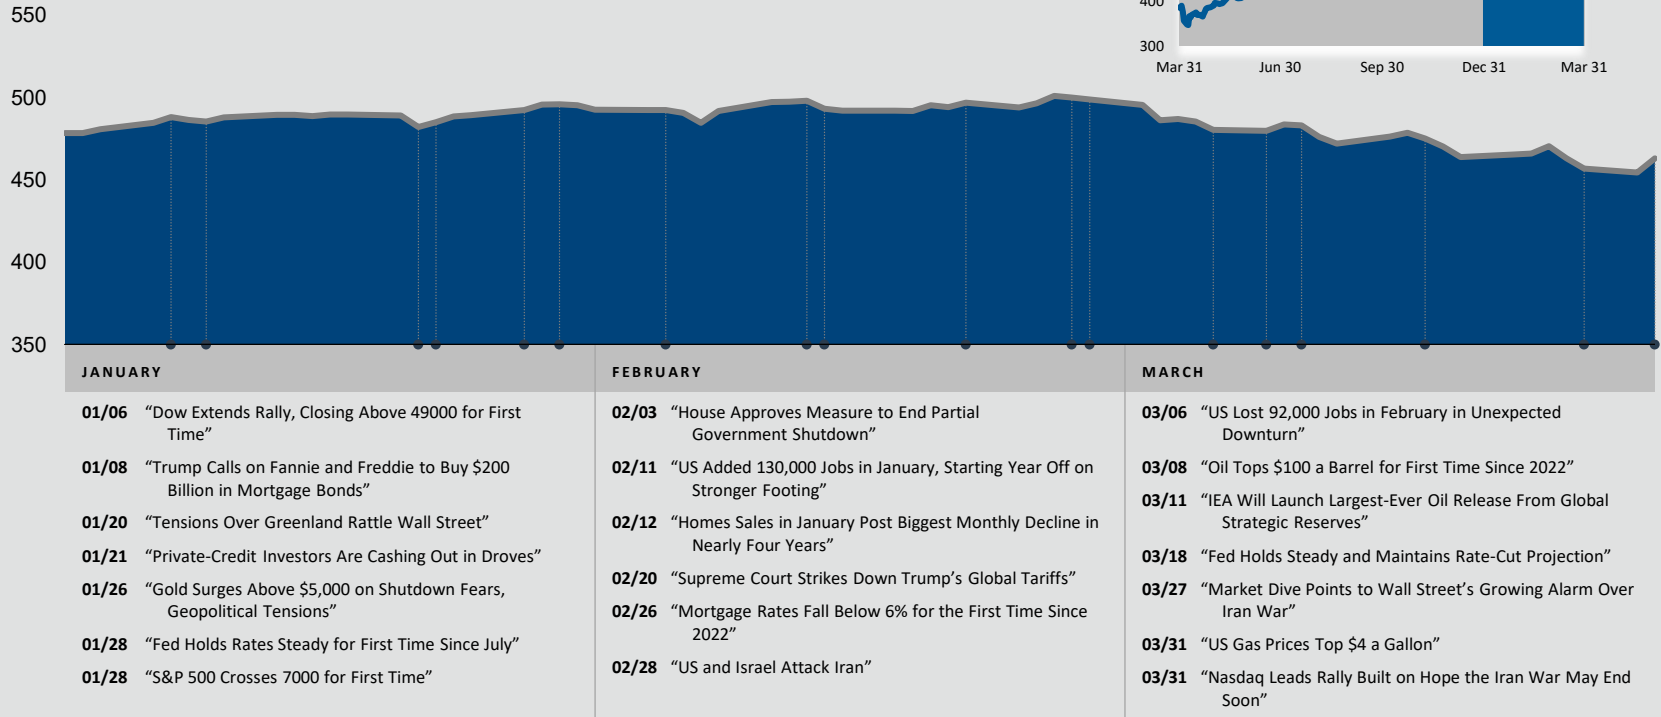 550
500
450
400
350
400
300
Mar 31 Jun 30 Sep 30 Dec 31 Mar 31
JANUARY
01/06 “Dow Extends Rally, Closing Above 49000 for First
Time”
01/08 “Trump Calls on Fannie and Freddie to Buy $200
Billion in Mortgage Bonds”
01/20 “Tensions Over Greenland Rattle Wall Street”
01/21 “Private-Credit Investors Are Cashing Out in Droves”
01/26 “Gold Surges Above $5,000 on Shutdown Fears,
Geopolitical Tensions”
01/28 “Fed Holds Rates Steady for First Time Since July”
01/28 “S&P 500 Crosses 7000 for First Time”
FEBRUARY
02/03 “House Approves Measure to End Partial
Government Shutdown”
02/11 “US Added 130,000 Jobs in January, Starting Year Off on
Stronger Footing”
02/12 “Homes Sales in January Post Biggest Monthly Decline in
Nearly Four Years”
02/20 “Supreme Court Strikes Down Trump’s Global Tariffs”
02/26 “Mortgage Rates Fall Below 6% for the First Time Since
2022”
02/28 “US and Israel Attack Iran”
MARCH
03/06 “US Lost 92,000 Jobs in February in Unexpected
Downturn”
03/08 “Oil Tops $100 a Barrel for First Time Since 2022”
03/11 “IEA Will Launch Largest-Ever Oil Release From Global
Strategic Reserves”
03/18 “Fed Holds Steady and Maintains Rate-Cut Projection”
03/27 “Market Dive Points to Wall Street’s Growing Alarm Over
Iran War”
03/31 “US Gas Prices Top $4 a Gallon”
03/31 “Nasdaq Leads Rally Built on Hope the Iran War May End
Soon”